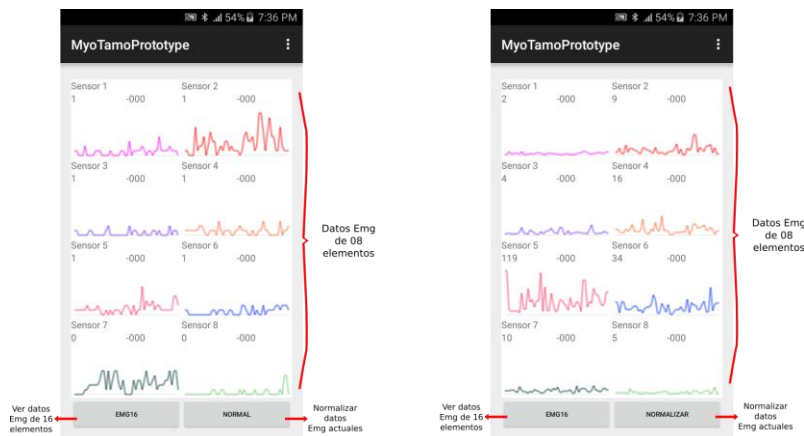 54% 7:36 PM
MyoTamoPrototype
Sensor 1 Sensor 2
1 -000 1 -000
Sensor 3 Sensor 4
1 -000 1 -000
Sensor 5 Sensor 6
1 -000 1 -000
Sensor 7 Sensor 8
0 -000 0 -000
EMG16 NORMAL
Datos Emg
de 08
elementos
Ver datos
Emg de 16
elementos
Normalizar
datos
Emg actuales
54% 7:36 PM
MyoTamoPrototype
Sensor 1 Sensor 2
2 -000 9 -000
Sensor 3 Sensor 4
4 -000 16 -000
Sensor 5 Sensor 6
119 -000 34 -000
Sensor 7 Sensor 8
10 -000 5 -000
EMG16 NORMALIZAR
Datos Emg
de 08
elementos
Ver datos
Emg de 16
elementos
Normalizar
datos
Emg actuales